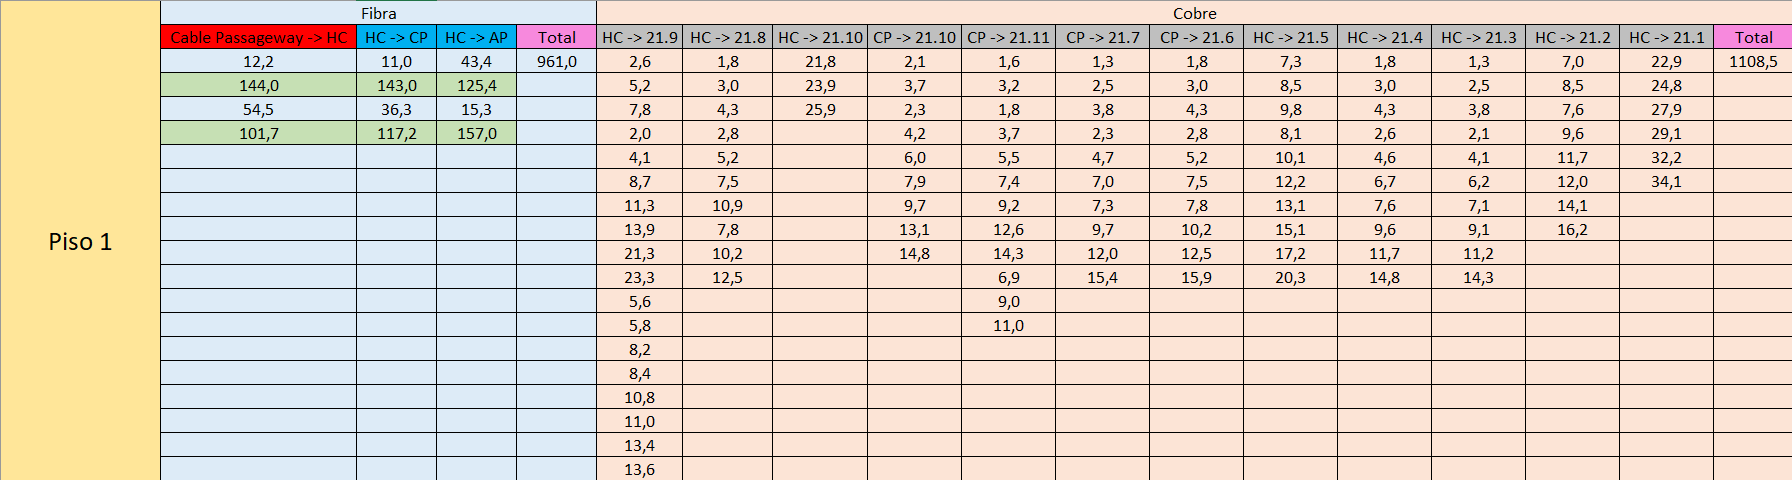 Fibra Cobre
Cable Passageway -> HC HC -> CP HC -> AP Total HC -> 21.9 HC -> 21.8 HC -> 21.10 CP -> 21.10 CP -> 21.11 CP -> 21.7 CP -> 21.6 HC -> 21.5 HC -> 21.4 HC -> 21.3 HC -> 21.2 HC -> 21.1 Total
12,2 11,0 43,4 961,0 2,6 1,8 21,8 2,1 1,6 1,3 1,8 7,3 1,8 1,3 7,0 22,9 1108,5
144,0 143,0 125,4 5,2 3,0 23,9 3,7 3,2 2,5 3,0 8,5 3,0 2,5 8,5 24,8
54,5 36,3 15,3 7,8 4,3 25,9 2,3 1,8 3,8 4,3 9,8 4,3 3,8 7,6 27,9
101,7 117,2 157,0 2,0 2,8 4,2 3,7 2,3 2,8 8,1 2,6 2,1 9,6 29,1
4,1 5,2 6,0 5,5 4,7 5,2 10,1 4,6 4,1 11,7 32,2
8,7 7,5 7,9 7,4 7,0 7,5 12,2 6,7 6,2 12,0 34,1
11,3 10,9 9,7 9,2 7,3 7,8 13,1 7,6 7,1 14,1
Piso 1
13,9 7,8 13,1 12,6 9,7 10,2 15,1 9,6 9,1 16,2
21,3 10,2 14,8 14,3 12,0 12,5 17,2 11,7 11,2
23,3 12,5 6,9 15,4 15,9 20,3 14,8 14,3
5,6 9,0
5,8 11,0
8,2
8,4
10,8
11,0
13,4
13,6